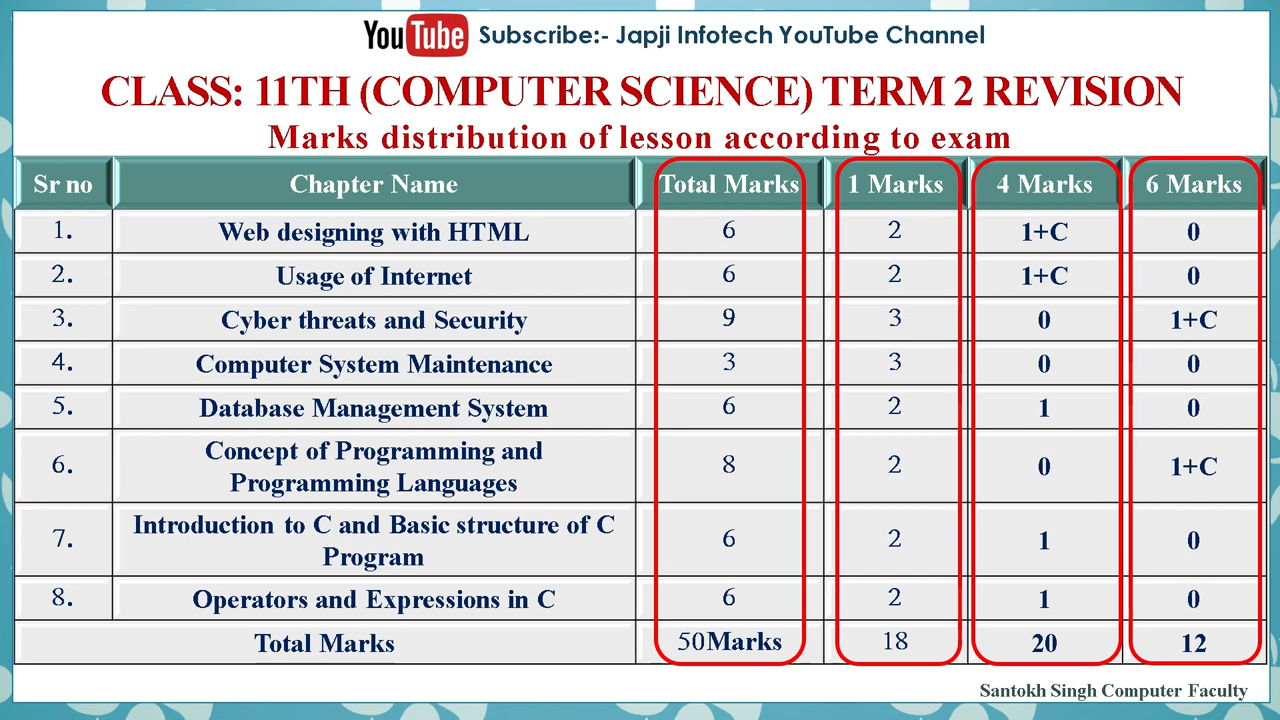 YouTube Subscribe:- Japji Infotech YouTube Channel
CLASS: 11TH (COMPUTER SCIENCE) TERM 2 REVISION
Marks distribution of lesson according to exam
Sr no Chapter Name Total Marks 1 Marks 4 Marks 6 Marks
1. Web designing with HTML 6 2 1+C 0
2. Usage of Internet 6 2 1+C 0
3. Cyber threats and Security 9 3 0 1+C
4. Computer System Maintenance 3 3 0 0
5. Database Management System 6 2 1 0
6. Concept of Programming and
Programming Languages 8 2 0 1+C
7. Introduction to C and Basic structure of C
Program 6 2 1 0
8. Operators and Expressions in C 6 2 1 0
Total Marks 50Marks 18 20 12
Santokh Singh Computer Faculty